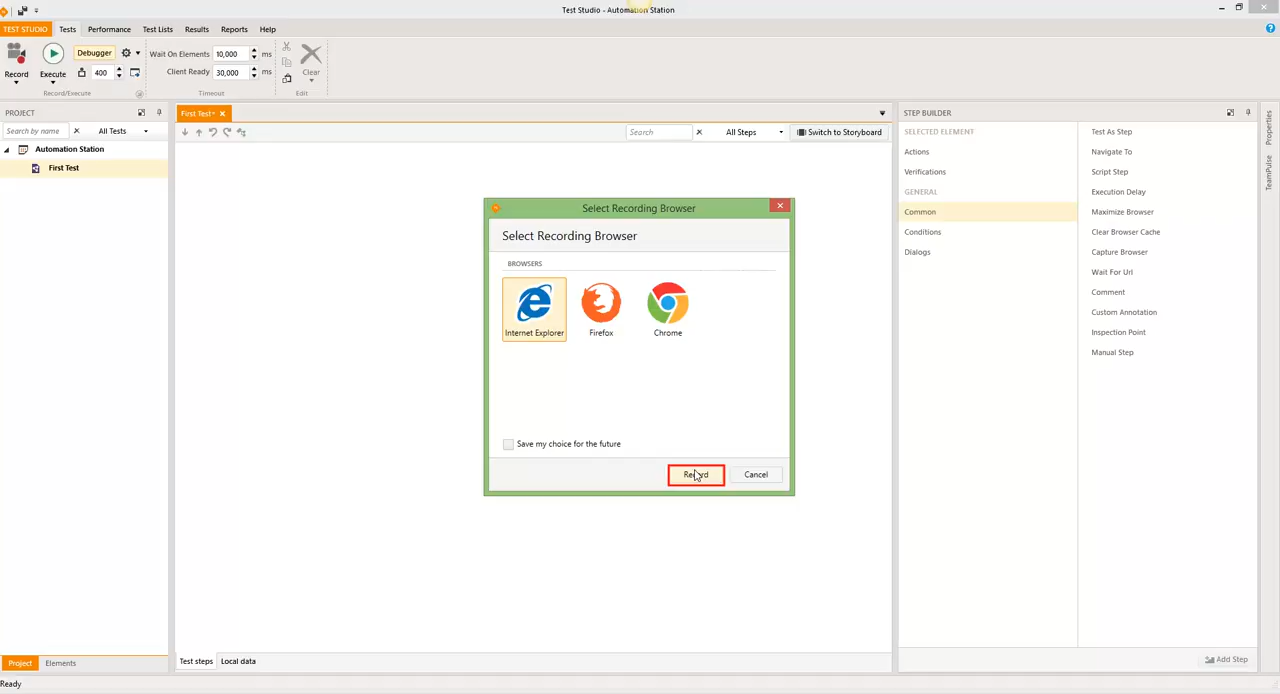 Test Studio - Automation Station
TEST STUDIO Tests Performance Test Lists Results Reports Help
Record Execute Debugger 400 Wait On Elements 10,000 ms
Client Ready 30,000 ms Clear
Record/Execute Timeout Edit
PROJECT
Search by name All Tests
Automation Station
First Test
Project Elements
Ready
First Test*
Search All Steps Switch to Storyboard
Select Recording Browser
Select Recording Browser
BROWSERS
Internet Explorer Firefox Chrome
Save my choice for the future
Record Cancel
Test steps Local data
STEP BUILDER
SELECTED ELEMENT
Actions
Verifications
GENERAL
Common
Conditions
Dialogs
Test As Step
Navigate To
Script Step
Execution Delay
Maximize Browser
Clear Browser Cache
Capture Browser
Wait For Url
Comment
Custom Annotation
Inspection Point
Manual Step
Add Step
Properties
TeamPulse